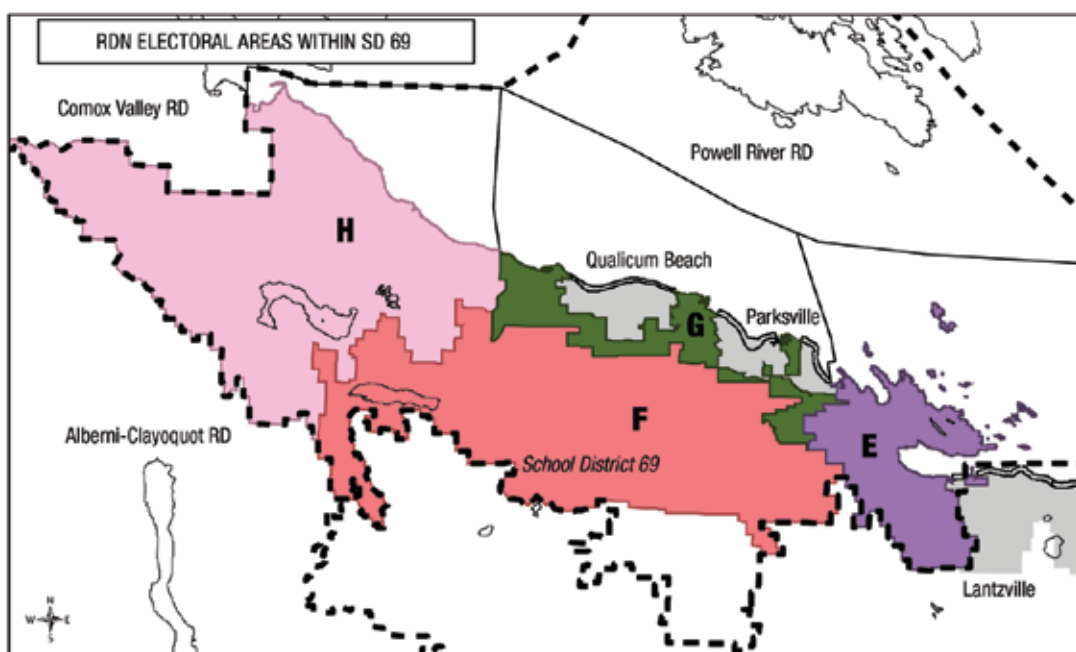 RDN ELECTORAL AREAS WITHIN SD 69
Comox Valley RD
Powell River RD
H
Qualicum Beach
G
Parksville
F
Alberni-Clayoquot RD
E
School District 69
Lantzville
N
W E
S